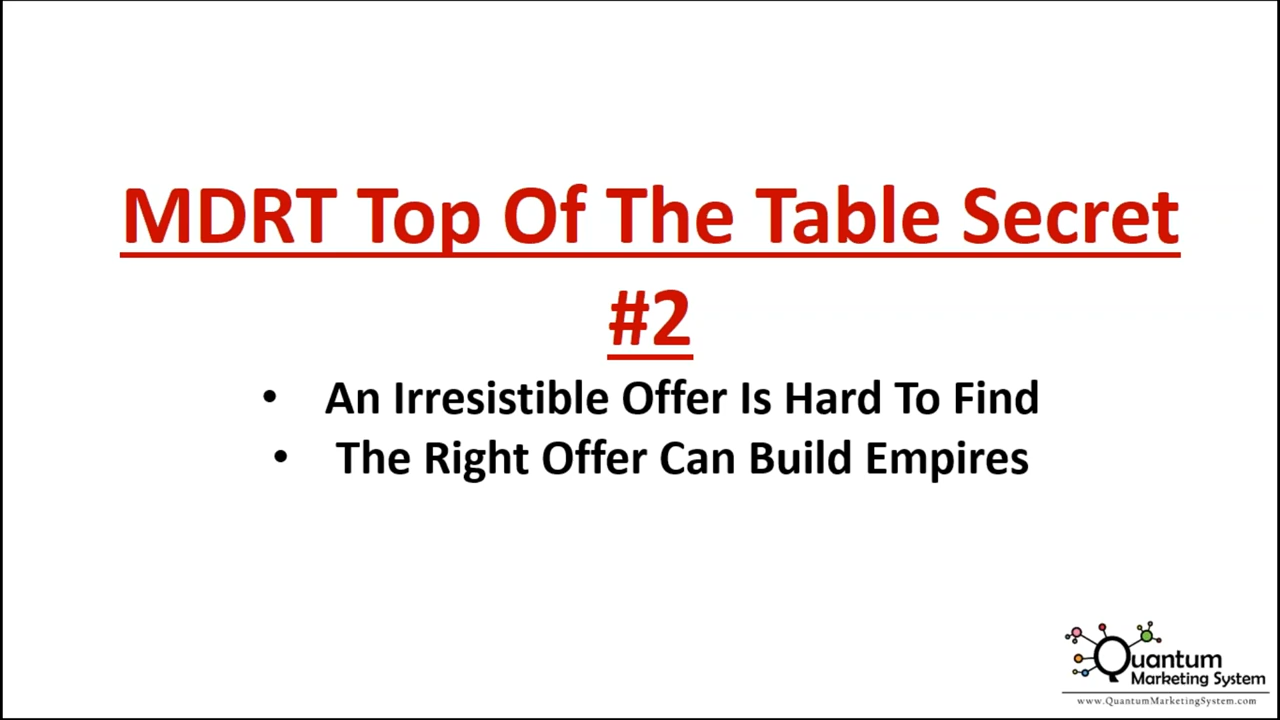 MDRT Top Of The Table Secret
#2
• An Irresistible Offer Is Hard To Find
• The Right Offer Can Build Empires
Quantum
Marketing System
www.QuantumMarketingSystem.com